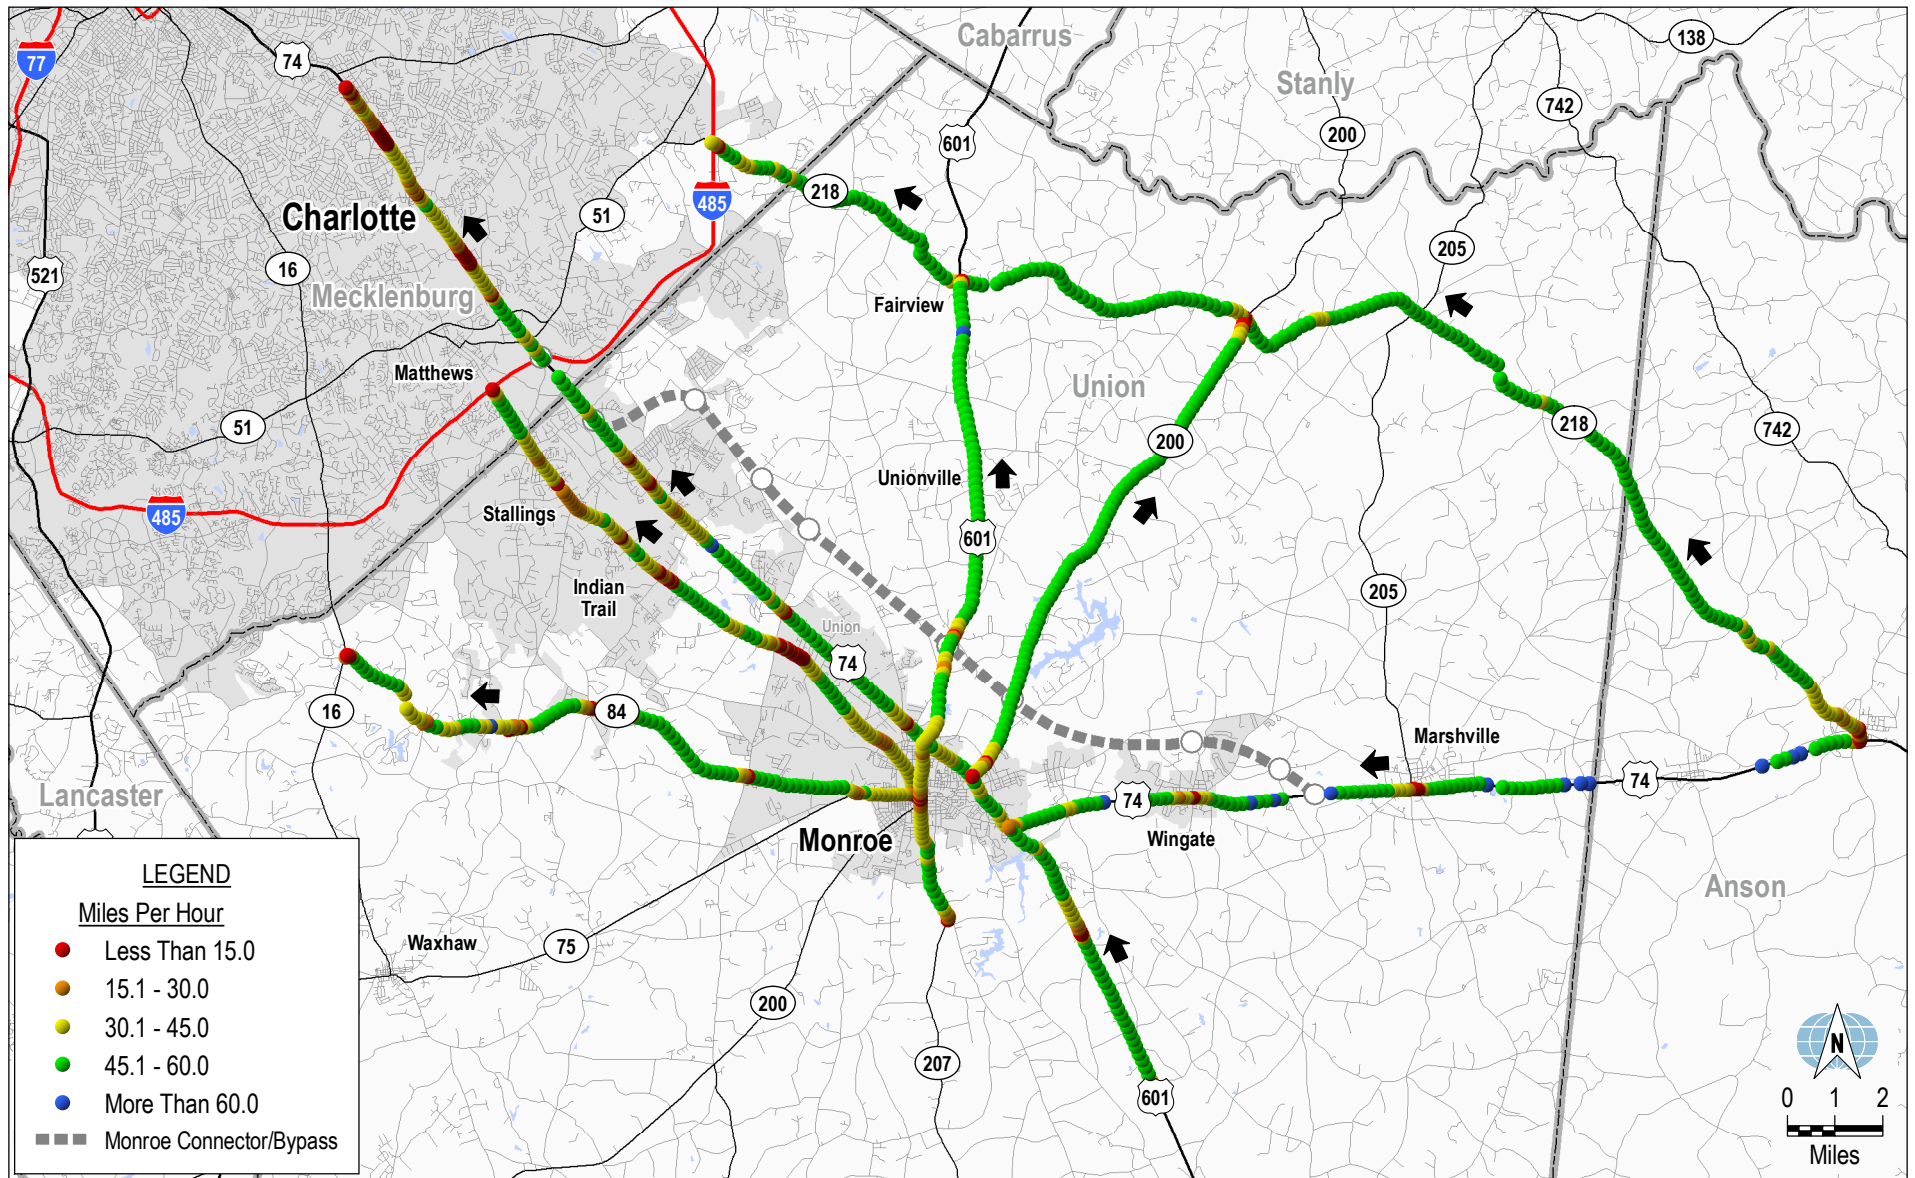 Cabarrus
138
74
77
Stanly
742
200
601
218
485
51
Charlotte
205
16
521
Mecklenburg
Fairview
Matthews
Union
218
51
742
200
Unionville
485
Stallings
601
Indian
Trail
205
Union
74
16
84
Marshville
74
Lancaster
74
Monroe
Wingate
Anson
Waxhaw
75
200
207
601
LEGEND
Miles Per Hour
Less Than 15.0
15.1 - 30.0
30.1 - 45.0
45.1 - 60.0
More Than 60.0
Monroe Connector/Bypass
N
0 1 2
Miles